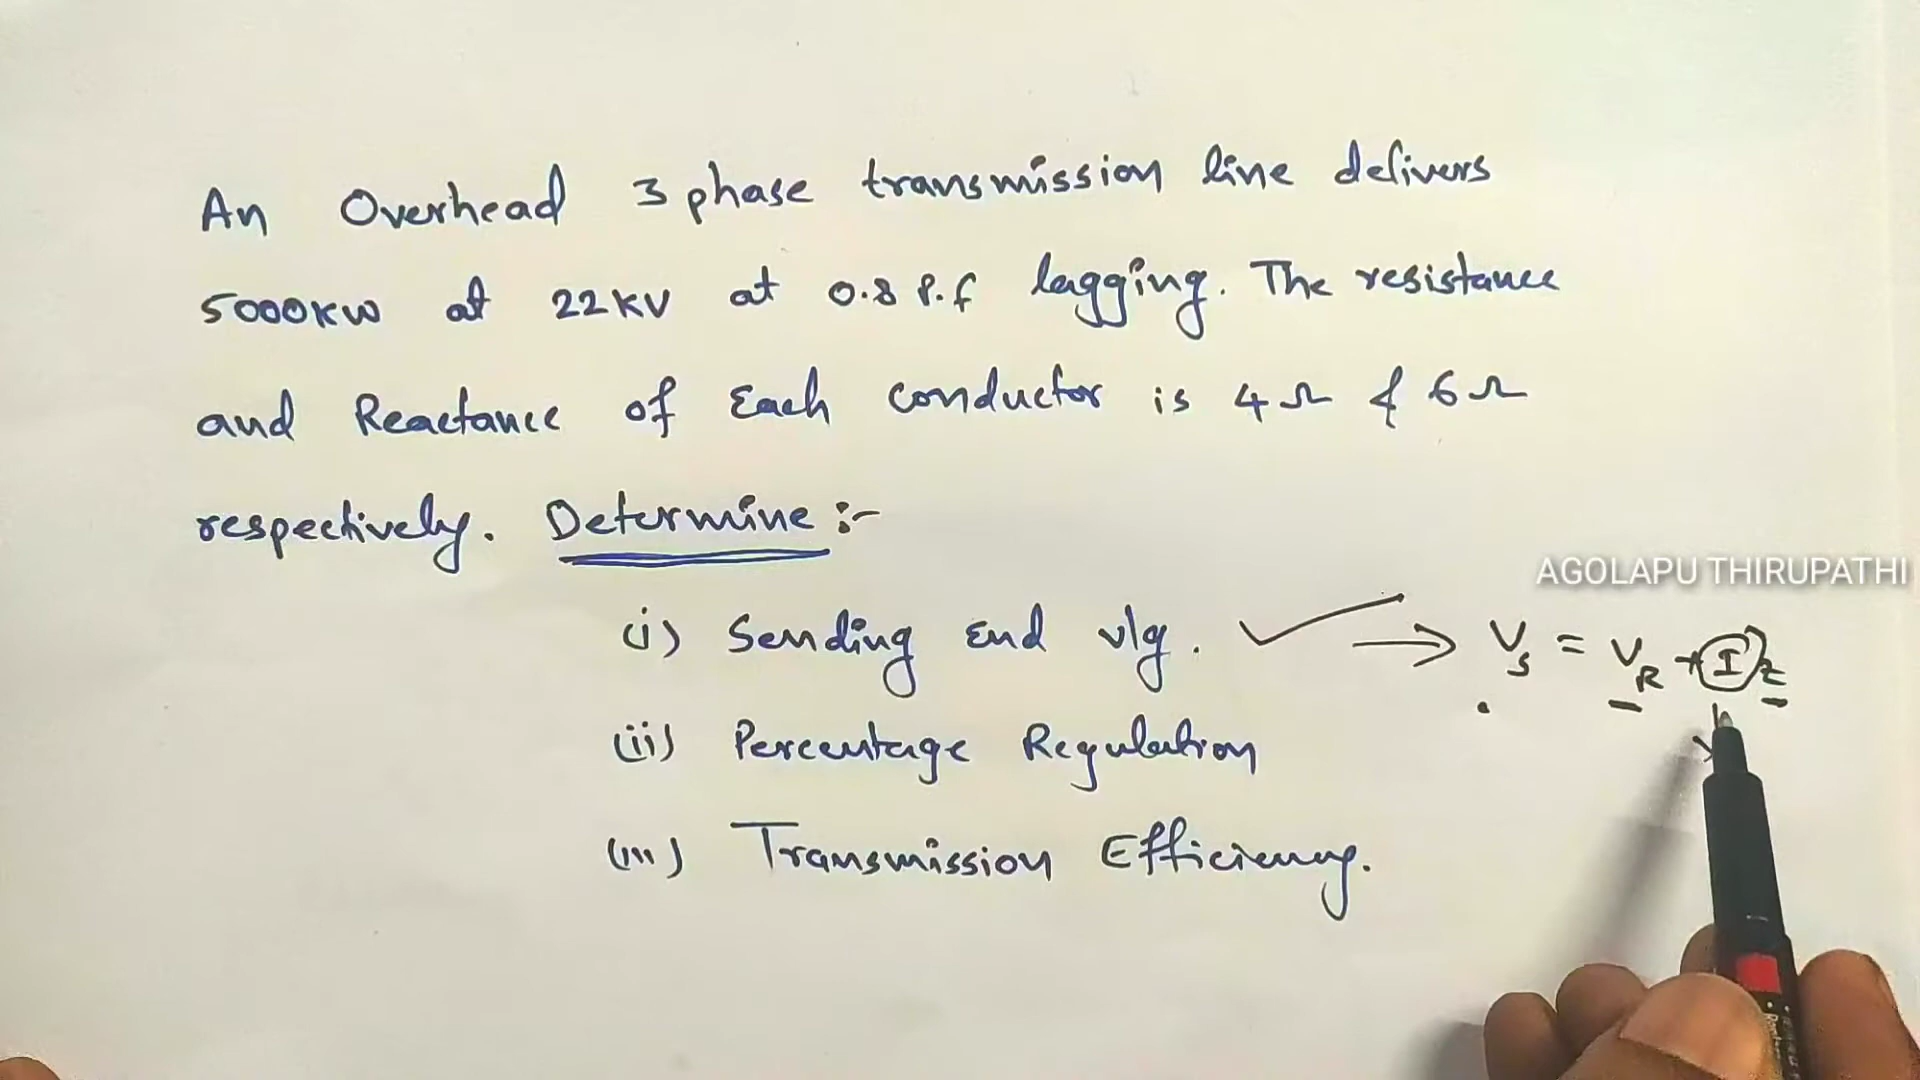 An Overhead 3 phase transmission line delivers
5000KW at 22KV at 0.8 P.f lagging. The resistance
and Reactance of Each conductor is 4Ω & 6Ω
respectively. Determine :-
AGOLAPU THIRUPATHI
(i) Sending End v/g. → Vs = VR + I z
(ii) Percentage Regulation
(iii) Transmission Efficiency.